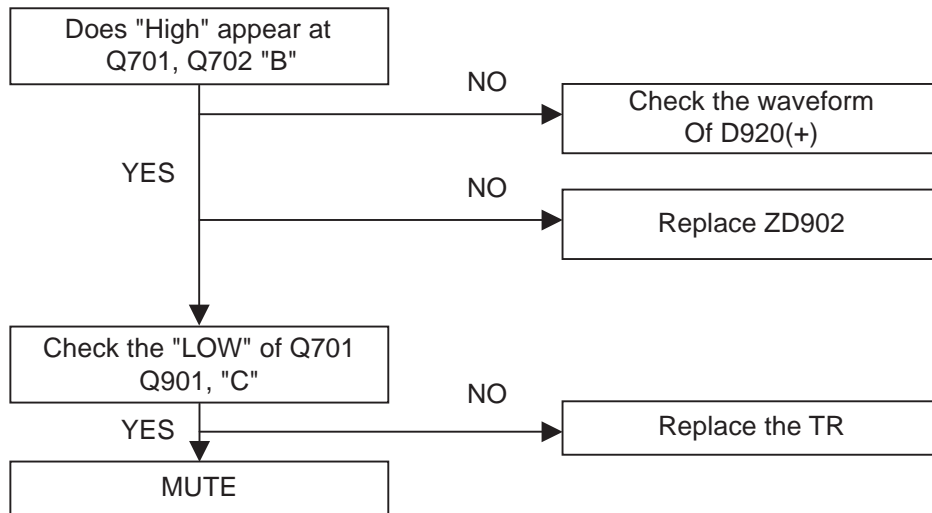 Does "High" appear at
Q701, Q702 "B"
NO
Check the waveform
Of D920(+)
YES
NO
Replace ZD902
Check the "LOW" of Q701
Q901, "C"
NO
YES
Replace the TR
MUTE